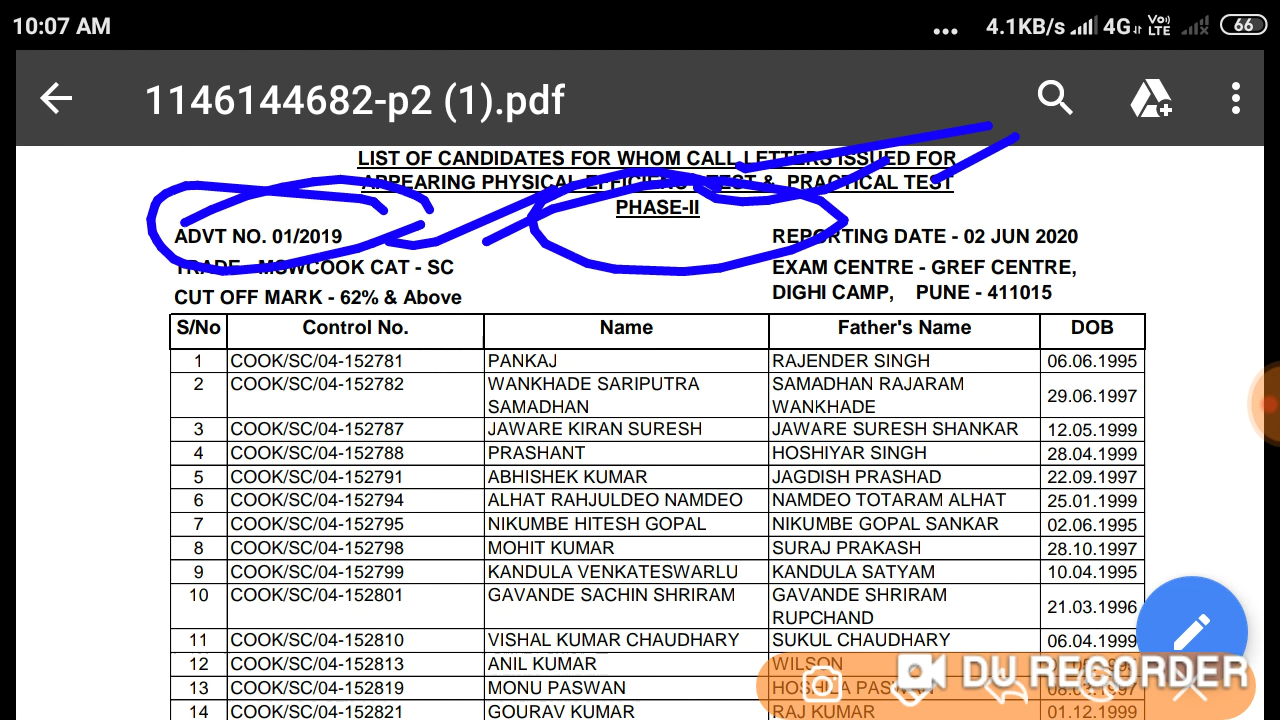 10:07 AM ... 4.1KB/s 4G Vo) LTE 66
1146144682-p2 (1).pdf
LIST OF CANDIDATES FOR WHOM CALL LETTERS ISSUED FOR
APPEARING PHYSICAL EFFICIENCY TEST & PRACTICAL TEST
PHASE-II
ADVT NO. 01/2019 REPORTING DATE - 02 JUN 2020
TRADE - MSWCOOK CAT - SC EXAM CENTRE - GREF CENTRE,
CUT OFF MARK - 62% & Above DIGHI CAMP, PUNE - 411015
S/No Control No. Name Father's Name DOB
1 COOK/SC/04-152781 PANKAJ RAJENDER SINGH 06.06.1995
2 COOK/SC/04-152782 WANKHADE SARIPUTRA SAMADHAN RAJARAM 29.06.1997
SAMADHAN WANKHADE
3 COOK/SC/04-152787 JAWARE KIRAN SURESH JAWARE SURESH SHANKAR 12.05.1999
4 COOK/SC/04-152788 PRASHANT HOSHIYAR SINGH 28.04.1999
5 COOK/SC/04-152791 ABHISHEK KUMAR JAGDISH PRASHAD 22.09.1997
6 COOK/SC/04-152794 ALHAT RAHJULDEO NAMDEO NAMDEO TOTARAM ALHAT 25.01.1999
7 COOK/SC/04-152795 NIKUMBE HITESH GOPAL NIKUMBE GOPAL SANKAR 02.06.1995
8 COOK/SC/04-152798 MOHIT KUMAR SURAJ PRAKASH 28.10.1997
9 COOK/SC/04-152799 KANDULA VENKATESWARLU KANDULA SATYAM 10.04.1995
10 COOK/SC/04-152801 GAVANDE SACHIN SHRIRAM GAVANDE SHRIRAM 21.03.1996
RUPCHAND
11 COOK/SC/04-152810 VISHAL KUMAR CHAUDHARY SUKUL CHAUDHARY 06.04.1999
12 COOK/SC/04-152813 ANIL KUMAR WILSON
13 COOK/SC/04-152819 MONU PASWAN HOSHILA PASWAN
14 COOK/SC/04-152821 GOURAV KUMAR RAJ KUMAR 01.12.1999
DU RECORDER